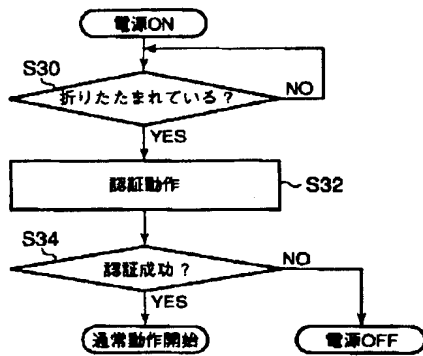 電源ON
S30
折りたたまれている？
NO
YES
認証動作
S32
S34
認証成功？
NO
YES
通常動作開始
電源OFF